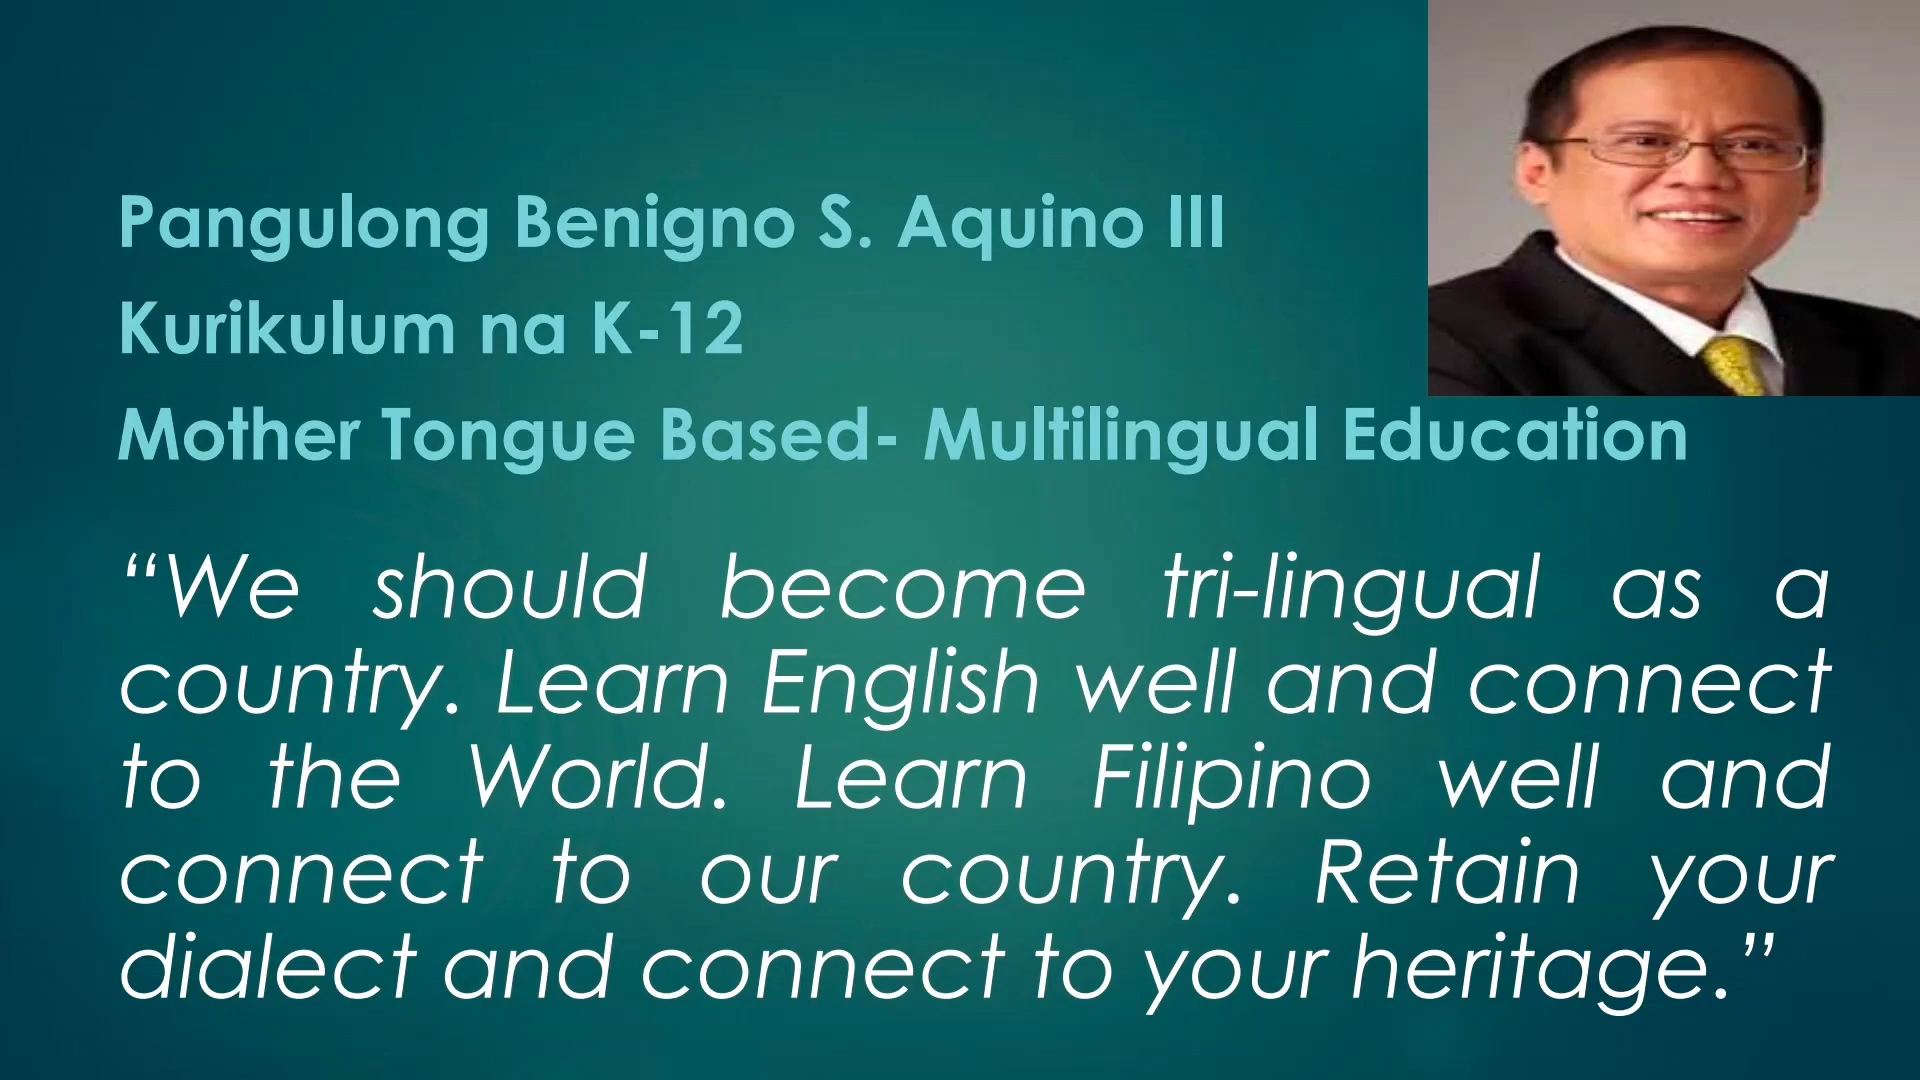 Pangulong Benigno S. Aquino III
Kurikulum na K-12
Mother Tongue Based- Multilingual Education
“We should become tri-lingual as a
country. Learn English well and connect
to the World. Learn Filipino well and
connect to our country. Retain your
dialect and connect to your heritage.”